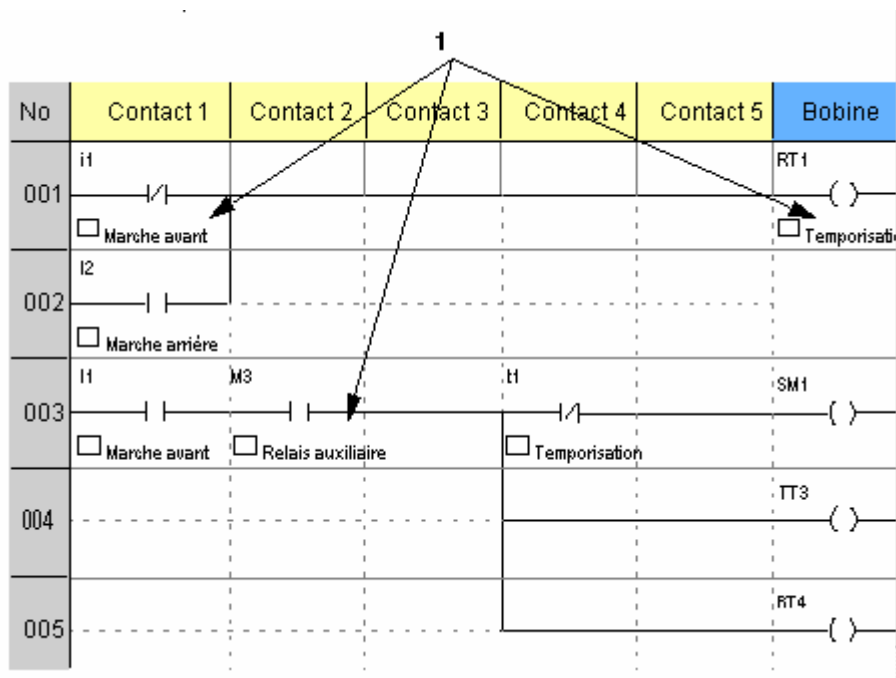 1
No Contact 1 Contact 2 Contact 3 Contact 4 Contact 5 Bobine
i1 RT1
001
Marche avant Temporisati
I2
002
Marche arrière
I1 M3 t1 SM1
003
Marche avant Relais auxiliaire Temporisation
TT3
004
RT4
005